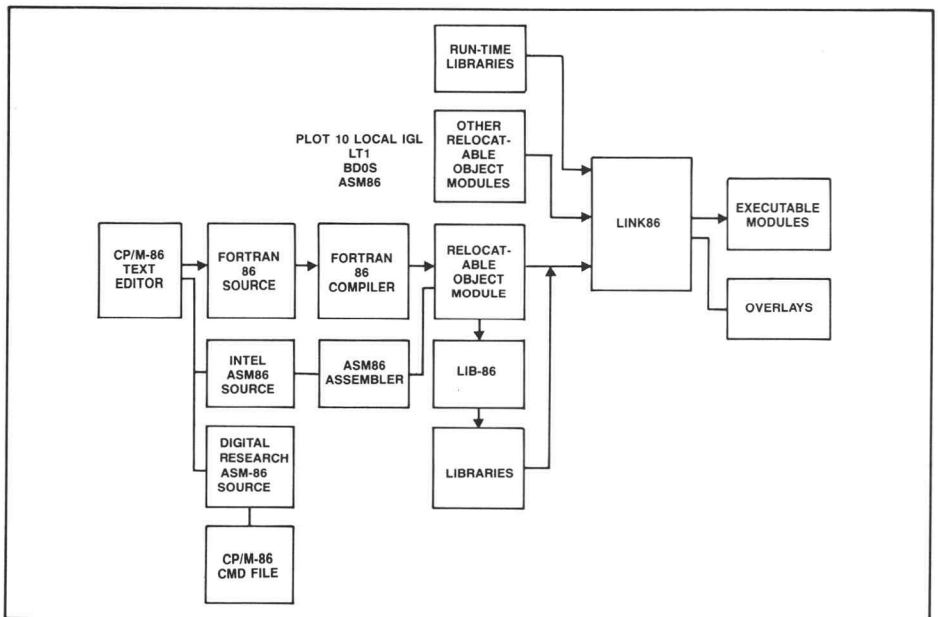 RUN-TIME
LIBRARIES
PLOT 10 LOCAL IGL
LT1
BD0S
ASM86
OTHER
RELOCAT-
ABLE
OBJECT
MODULES
LINK86
EXECUTABLE
MODULES
OVERLAYS
CP/M-86
TEXT
EDITOR
FORTRAN
86
SOURCE
FORTRAN
86
COMPILER
RELOCAT-
ABLE
OBJECT
MODULE
INTEL
ASM86
SOURCE
ASM86
ASSEMBLER
LIB-86
DIGITAL
RESEARCH
ASM-86
SOURCE
LIBRARIES
CP/M-86
CMD FILE